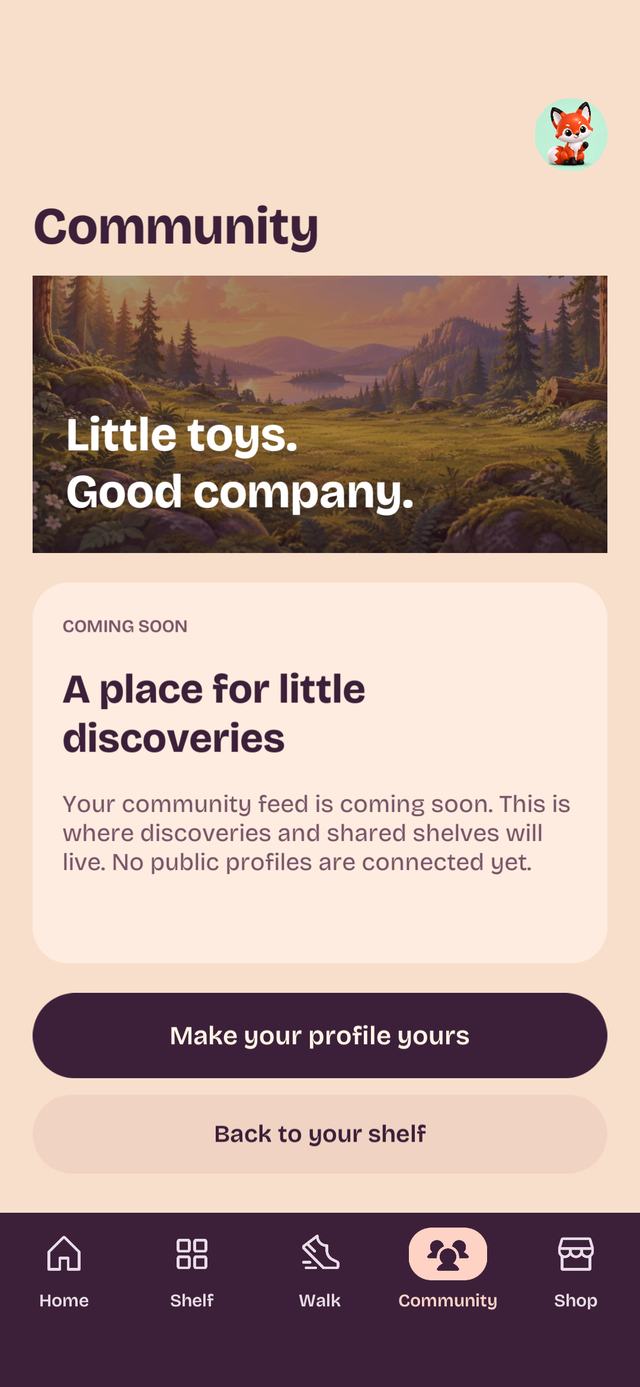 Community
Little toys.
Good company.
COMING SOON
A place for little
discoveries
Your community feed is coming soon. This is
where discoveries and shared shelves will
live. No public profiles are connected yet.
Make your profile yours
Back to your shelf
Home
Shelf
Walk
Community
Shop